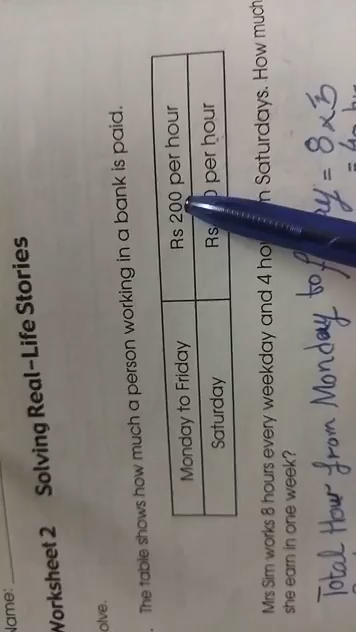 Name:
Worksheet 2 Solving Real-Life Stories
olve.
The table shows how much a person working in a bank is paid.
Monday to Friday Rs 200 per hour
Saturday Rs per hour
Mrs Sim works 8 hours every weekday and 4 hou n Saturdays. How much
she earn in one week?
Total Hour from Monday to = 8 x 5